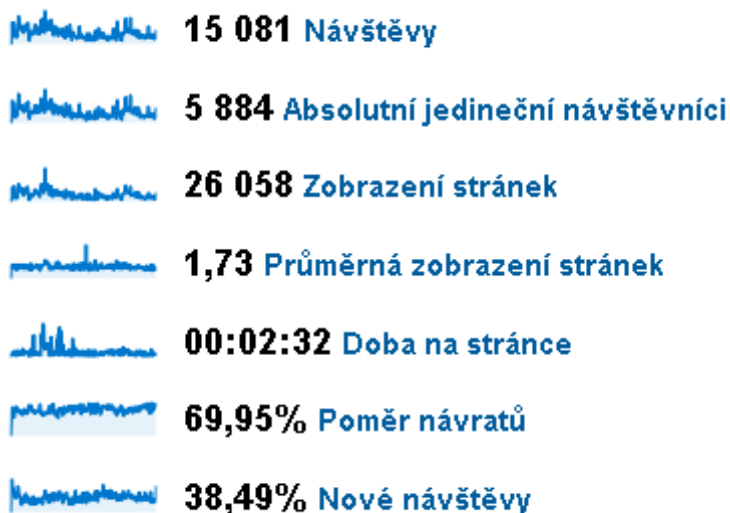 15 081 Návštěvy
5 884 Absolutní jedineční návštěvníci
26 058 Zobrazení stránek
1,73 Průměrná zobrazení stránek
00:02:32 Doba na stránce
69,95% Poměr návratů
38,49% Nové návštěvy